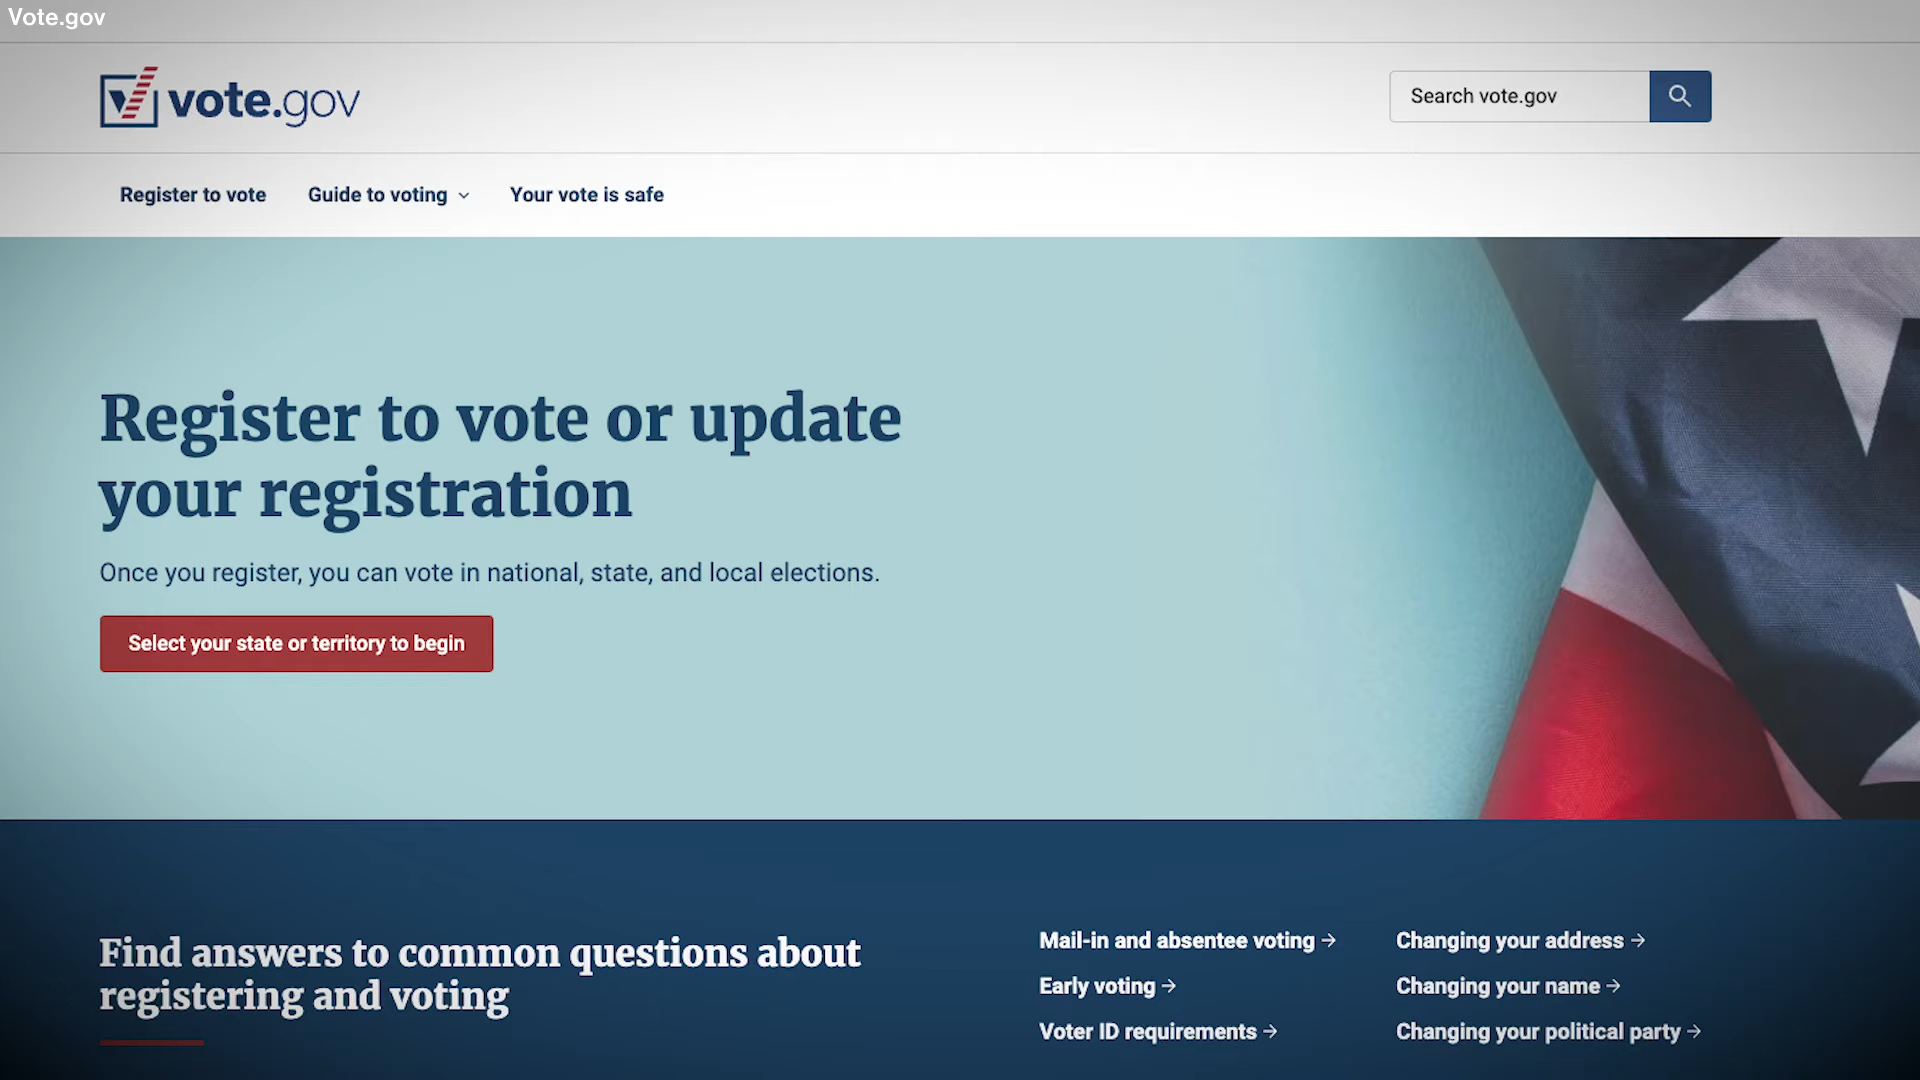 Vote.gov
vote.gov
Search vote.gov
Register to vote
Guide to voting
Your vote is safe
Register to vote or update
your registration
Once you register, you can vote in national, state, and local elections.
Select your state or territory to begin
Find answers to common questions about
registering and voting
Mail-in and absentee voting →
Early voting →
Voter ID requirements →
Changing your address →
Changing your name →
Changing your political party →